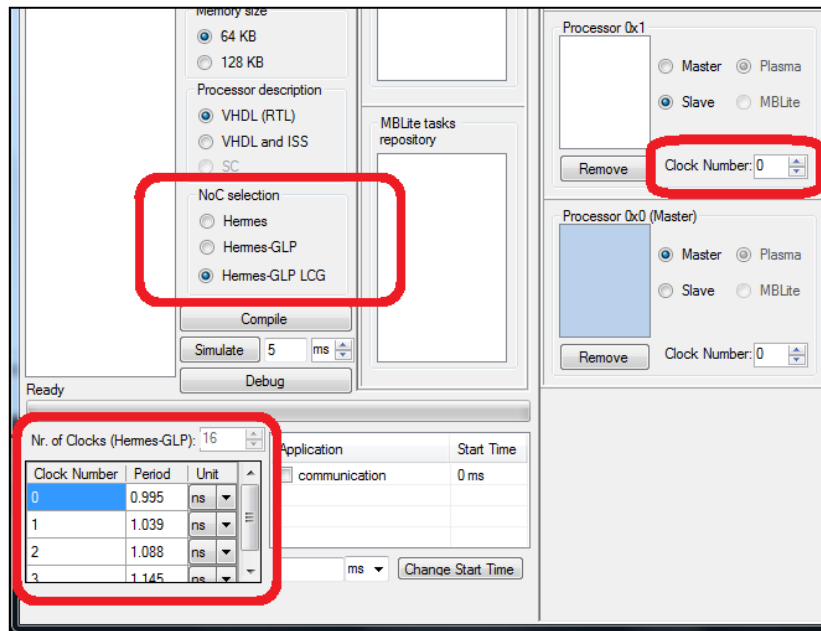 Memory size
64 KB
128 KB
Processor description
VHDL (RTL)
VHDL and ISS
SC
NoC selection
Hermes
Hermes-GLP
Hermes-GLP LCG
Compile
Simulate 5 ms
Debug
MBLite tasks
repository
Processor 0x1
Master Plasma
Slave MBLite
Remove Clock Number: 0
Processor 0x0 (Master)
Master Plasma
Slave MBLite
Remove Clock Number: 0
Ready
Nr. of Clocks (Hermes-GLP): 16
Clock Number Period Unit
0 0.995 ns
1 1.039 ns
2 1.088 ns
3 1.145 ns
Application Start Time
communication 0 ms
ms Change Start Time